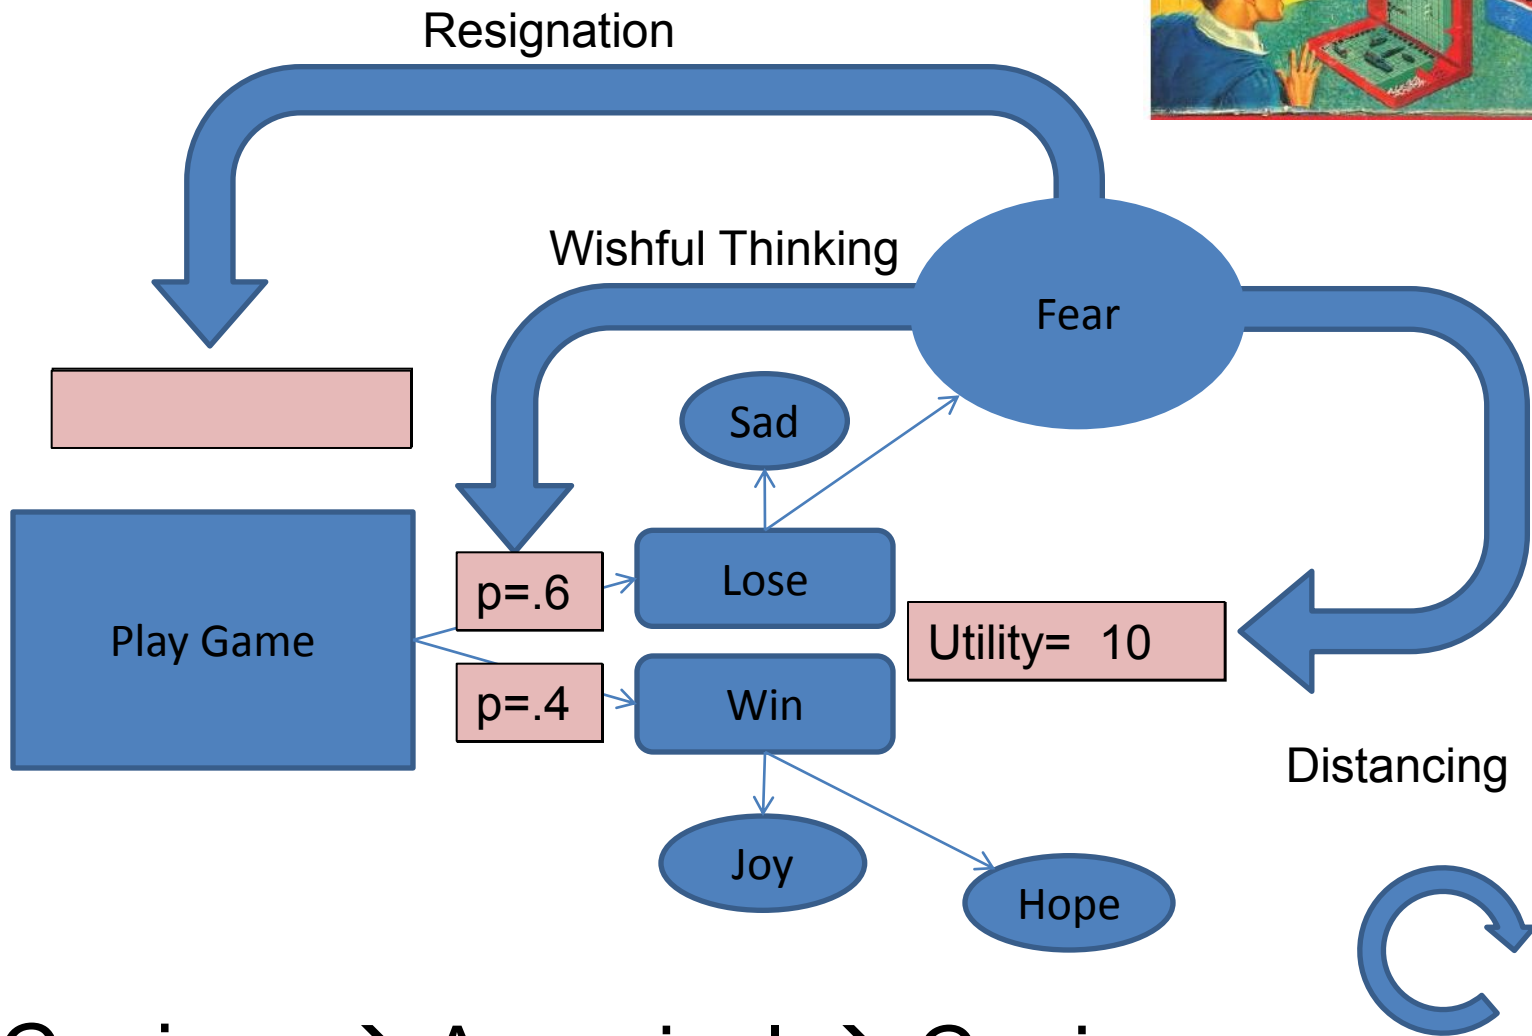 Resignation
Wishful Thinking
Fear
Sad
p=.6
Lose
Play Game
Utility= 10
p=.4
Win
Distancing
Joy
Hope